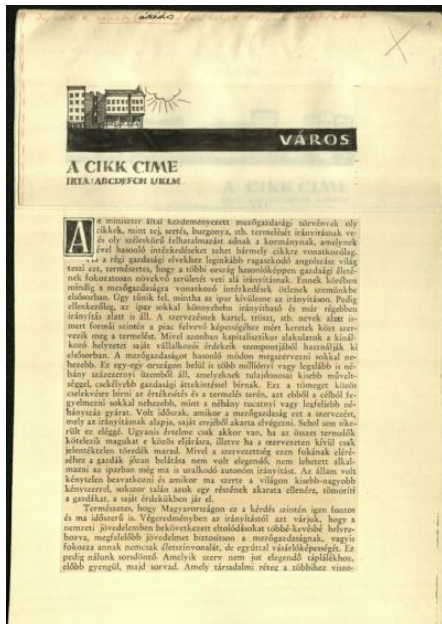 (árkádos)
VÁROS
A CIKK CIME
IRTA: ABCDEFGH IJKLM
A miniszter által kezdeményezett mezőgazdasági törvények oly
cikkek, mint tej, sertés, burgonya, stb. termelését irányításnak ve-
és oly széleskörű felhatalmazást adnak a kormánynak, amelynek
ével hasonló intézkedéseket tehet bármely cikkre vonatkozólag.
a régi gazdasági elvekhez leginkább ragaszkodó angolszász világ
teszi ezt, természetes, hogy a többi ország hasonlóképpen gazdasági életé-
nek fokozatosan növekvő területét veti alá irányításnak. Ennek körében
mindig a mezőgazdaságra vonatkozó intézkedések ötlenek szemünkbe
elsősorban. Úgy tűnik fel, mintha az ipar kívülesne az irányításon. Pedig
ellenkezőleg, az ipar sokkal könnyebben irányítható és már régebben
irányítás alatt is áll. A szervezések kartel, tröszt, stb. nevek alatt is-
mert formái szintén a piac felvevő képességéhez mért keretek közt szer-
vezik meg a termelést. Mivel azonban kapitalisztikus alakulatok a kínál-
kozó helyzetet saját vállalkozói érdekeik szempontjából használják ki
elsősorban. A mezőgazdaságot hasonló módon megszervezni sokkal ne-
hezebb. Ez egy-egy országon belül is több milliónyi vagy legalább is né-
hány százezernyi üzemből áll, amelyeknek tulajdonosai kisebb művelt-
séggel, csekélyebb gazdasági áttekintéssel bírnak. Ezt a tömeget közös
cselekvésre bírni az értékesítés és a termelés terén, azt ebből a célból fe-
gyelmezni sokkal nehezebb, mint a néhány tucatnyi vagy legfeljebb né-
hányszáz gyárat. Volt időszak, amikor a mezőgazdaság ezt a szervezést,
mely az irányításnak alapja, saját erejéből akarta elvégezni. Sehol sem sike-
rült ez eléggé. Ugyanis értelme csak akkor van, ha az összes termelők
kötelezik magukat e közös eljárásra, illetve ha a szervezeten kívül csak
jelentéktelen töredék marad. Mivel a szervezettség ezen fokának eléré-
séhez a gazdák józan belátása nem volt elegendő, nem lehetett alkal-
mazni az iparban még ma is uralkodó autonóm irányítást. Az állam volt
kénytelen beavatkozni és amikor ma szerte a világon kisebb-nagyobb
kényszerrel, sokszor talán azok egy részének akarata ellenére, tömöríti
a gazdákat, a saját érdekükben jár el.
Természetes, hogy Magyarországon ez a kérdés szintén igen fontos
és ma időszerű is. Végeredményben az irányítástól azt várjuk, hogy a
nemzeti jövedelemben bekövetkezett eltolódásokat többé-kevésbé helyre-
hozva, megfelelőbb jövedelmet biztosítson a mezőgazdaságnak, vagyis
fokozza annak nemcsak életszínvonalát, de egyúttal vásárlóképességét. Ez
pedig nálunk sorsdöntő. Amelyik szerv nem jut elegendő táplálékhoz,
előbb gyengül, majd sorvad. Amely társadalmi réteg a többihez viszo-